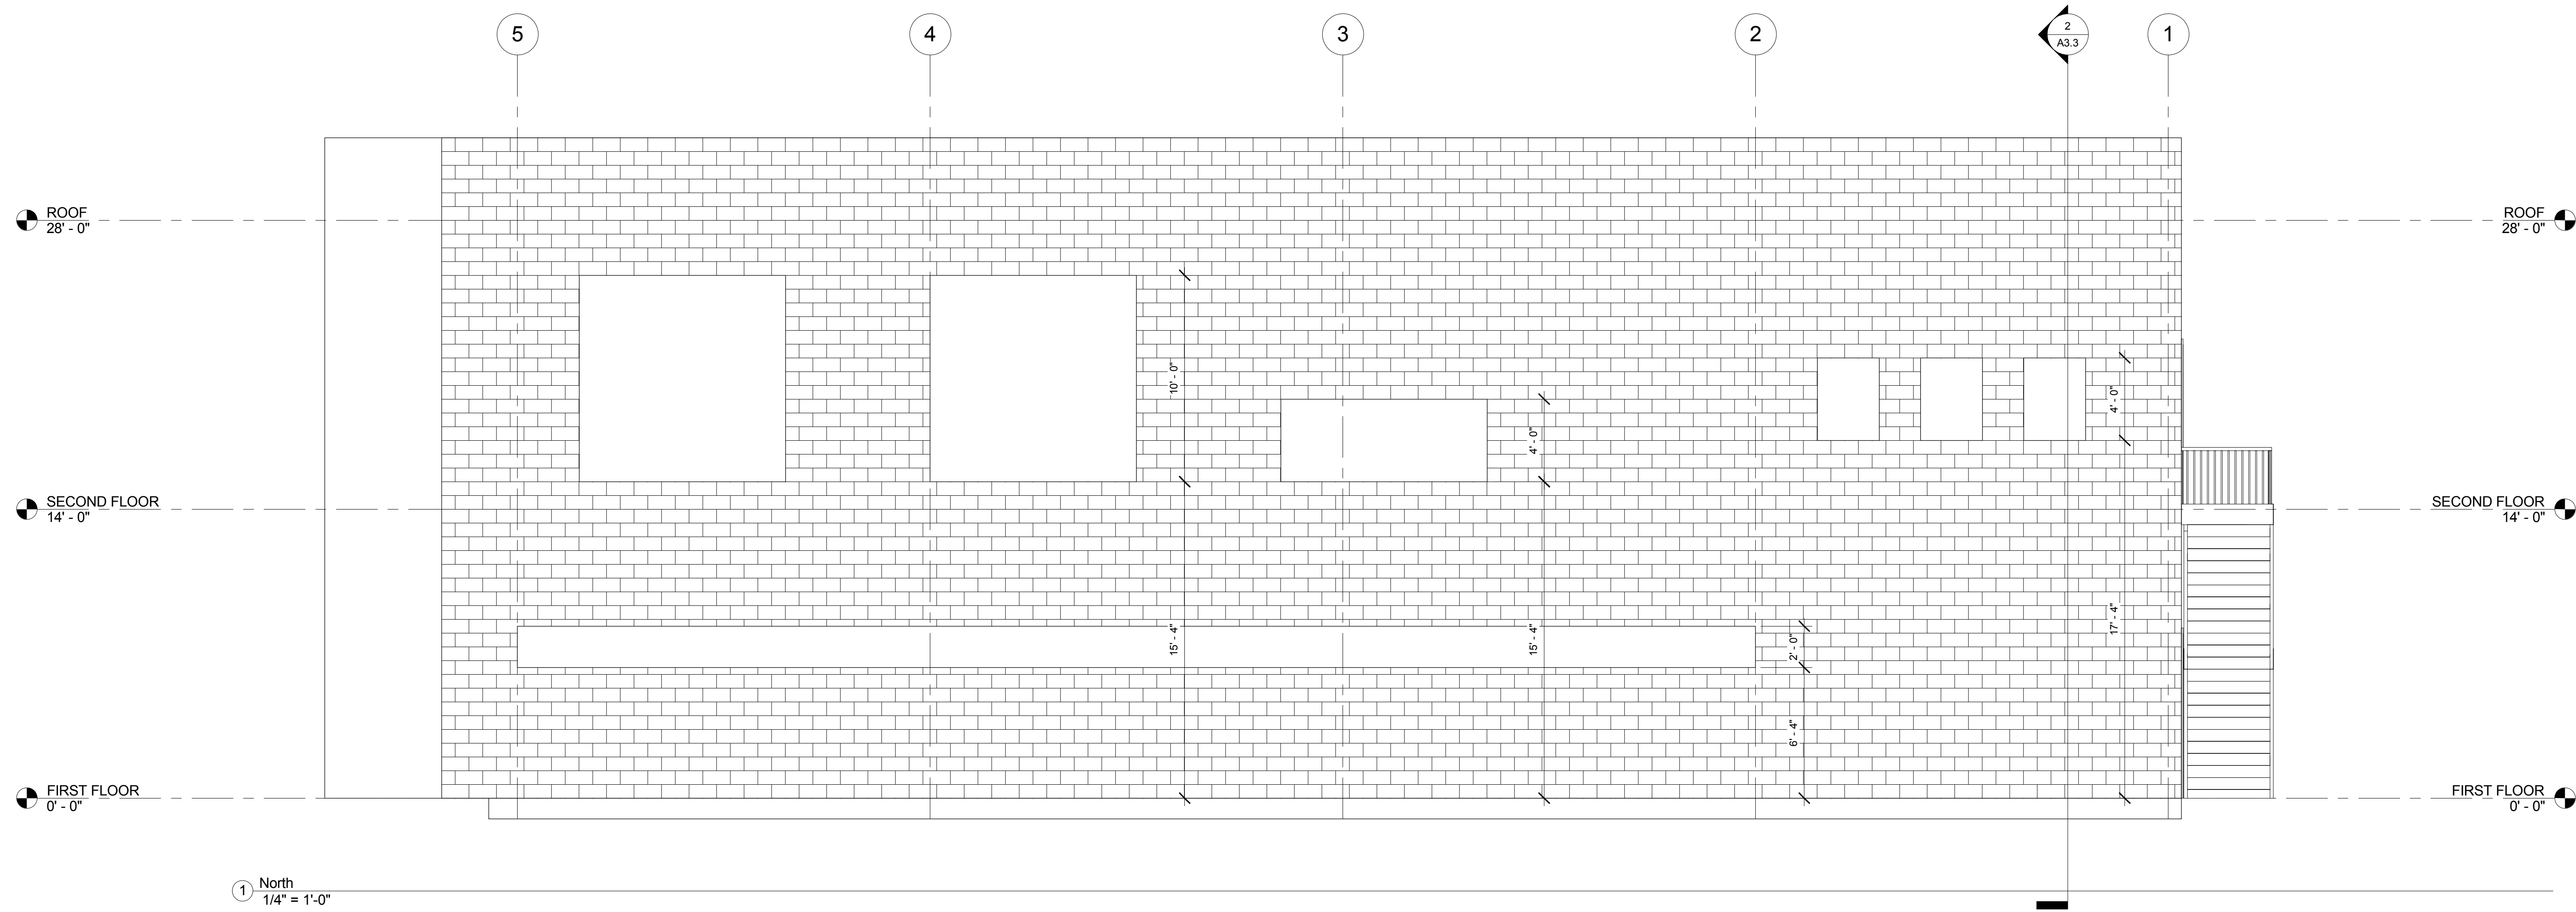 5
4
3
2
2
A3.3
1
ROOF
28' - 0"
ROOF
28' - 0"
10' - 0"
4' - 0"
4' - 0"
SECOND FLOOR
14' - 0"
SECOND FLOOR
14' - 0"
15' - 4"
15' - 4"
2' - 0"
17' - 4"
6' - 4"
FIRST FLOOR
0' - 0"
FIRST FLOOR
0' - 0"
1
North
1/4" = 1'-0"